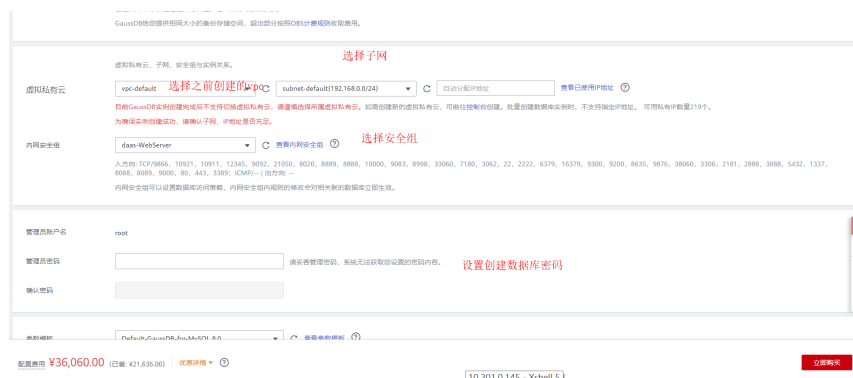 GaussDB给您提供相同大小的备份存储空间，超出部分按照OBS计费规则收取费用。
虚拟私有云、子网、安全组与实例关系。
选择子网
虚拟私有云
vpc-default
选择之前创建的vpc
subnet-default(192.168.0.0/24)
自动分配IP地址
查看已使用IP地址
目前GaussDB实例创建完成后不支持切换虚拟私有云，请谨慎选择所属虚拟私有云。如需创建新的虚拟私有云，可前往控制台创建。批量创建数据库实例时，不支持指定IP地址。 可用私有IP数量219个。
为确保实例创建成功，请确认子网、IP地址是否充足。
选择安全组
内网安全组
daas-WebServer
查看内网安全组
入方向: TCP/9866, 10921, 10911, 12345, 9092, 21050, 8020, 8889, 8888, 10000, 9083, 8998, 33060, 7180, 3062, 22, 2222, 6379, 16379, 9300, 9200, 8635, 9876, 38060, 3306, 2181, 2888, 3888, 5432, 1337,
8088, 8089, 9000, 80, 443, 3389; ICMP/-- | 出方向: --
内网安全组可以设置数据库访问策略，内网安全组内规则的修改会对相关联的数据库立即生效。
管理员账户名
root
管理员密码
请妥善管理密码，系统无法获取您设置的密码内容。
设置创建数据库密码
确认密码
参数模板
Default-GaussDB-for-MySQL 8.0
查看参数模板
配置费用 ¥36,060.00 (已省: ¥21,636.00) 优惠详情
立即购买
10.201.0.145 - Xshell 5